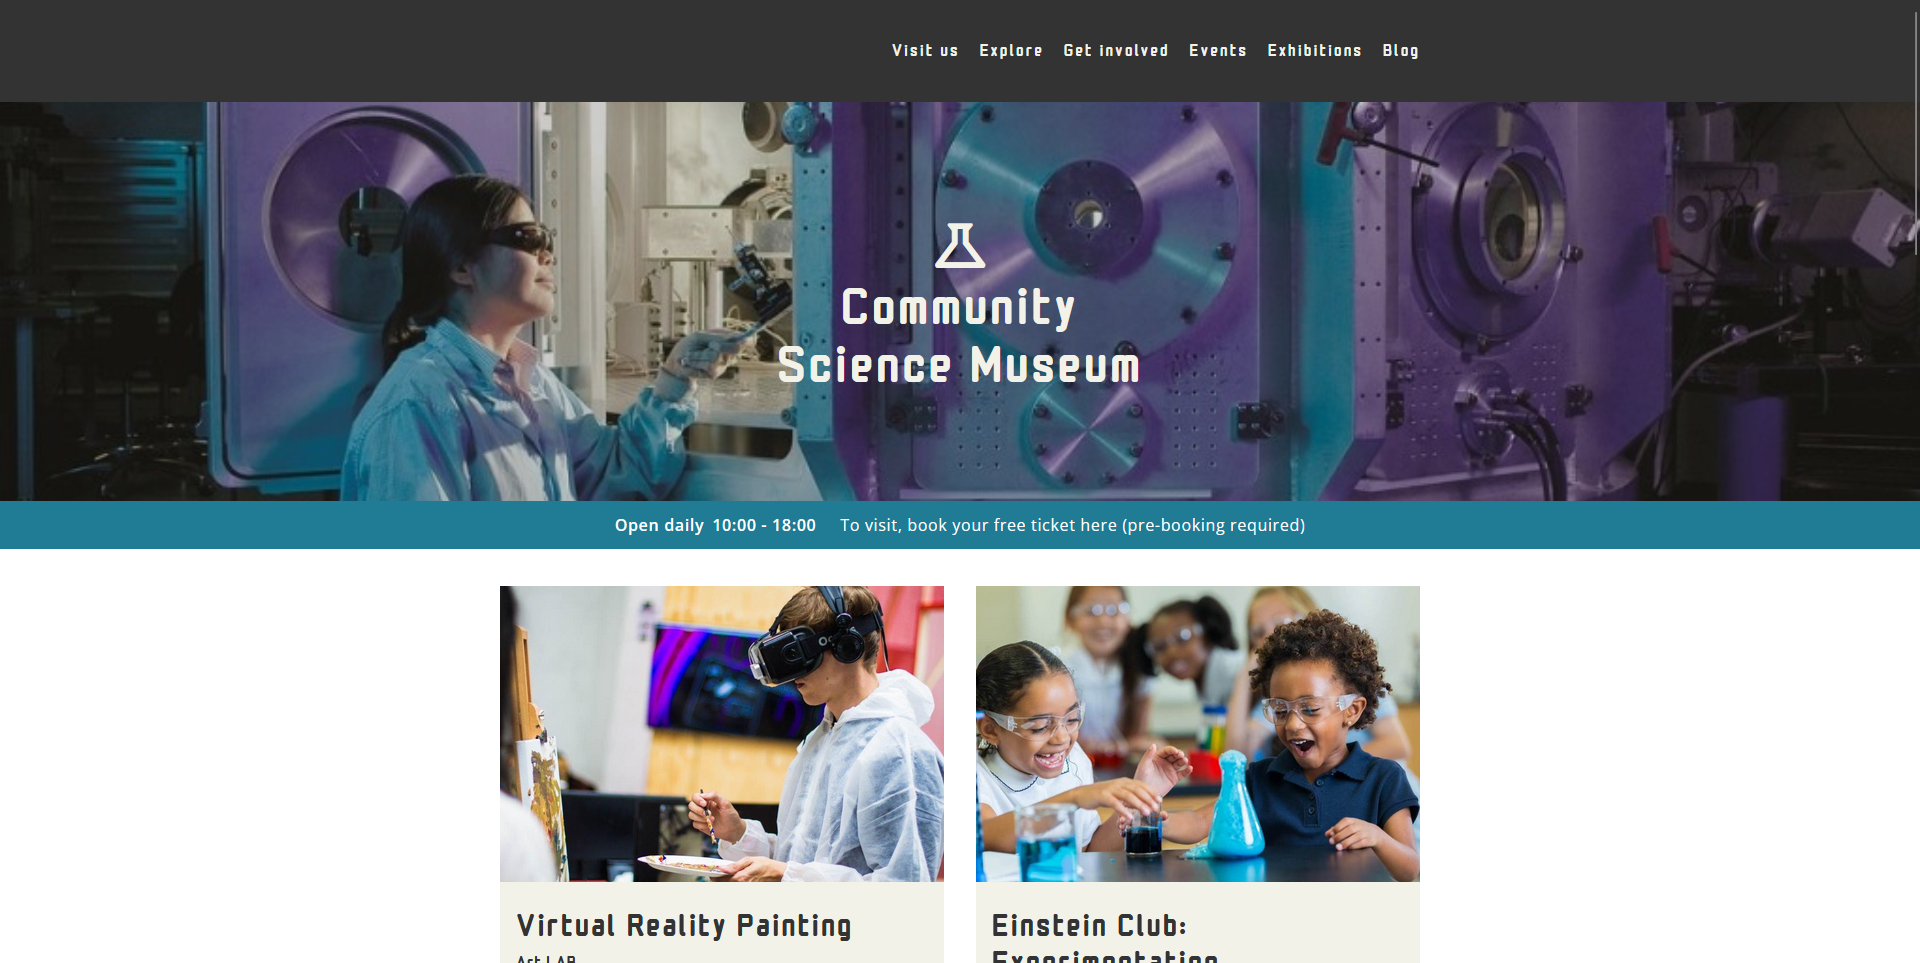 Visit us Explore Get involved Events Exhibitions Blog
Community
Science Museum
Open daily 10:00 - 18:00 To visit, book your free ticket here (pre-booking required)
Virtual Reality Painting
Einstein Club:
Art LAB
Experimentation